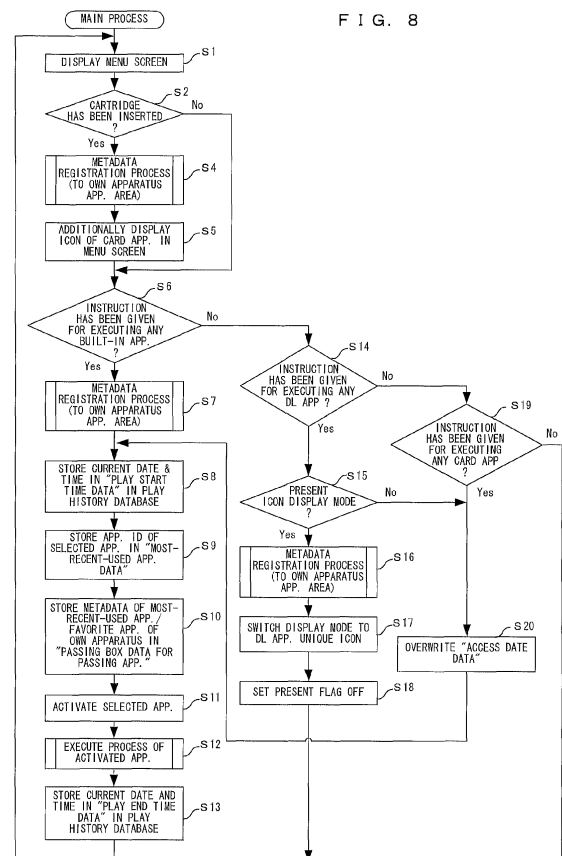 MAIN PROCESS
FIG. 8
DISPLAY MENU SCREEN
S1
CARTRIDGE
HAS BEEN INSERTED
?
S2
No
Yes
METADATA
REGISTRATION PROCESS
(TO OWN APPARATUS
APP. AREA)
S4
ADDITIONALLY DISPLAY
ICON OF CARD APP. IN
MENU SCREEN
S5
S6
INSTRUCTION
HAS BEEN GIVEN
FOR EXECUTING ANY
BUILT-IN APP.
?
No
Yes
METADATA
REGISTRATION PROCESS
(TO OWN APPARATUS
APP. AREA)
S7
STORE CURRENT DATE &
TIME IN "PLAY START
TIME DATA" IN PLAY
HISTORY DATABASE
S8
STORE APP. ID OF
SELECTED APP. IN "MOST-
RECENT-USED APP.
DATA"
S9
STORE METADATA OF MOST-
RECENT-USED APP./
FAVORITE APP. OF
OWN APPARATUS IN
"PASSING BOX DATA FOR
PASSING APP."
S10
ACTIVATE SELECTED APP.
S11
EXECUTE PROCESS OF
ACTIVATED APP.
S12
STORE CURRENT DATE AND
TIME IN "PLAY END TIME
DATA" IN PLAY
HISTORY DATABASE
S13
S14
INSTRUCTION
HAS BEEN GIVEN
FOR EXECUTING ANY
DL APP ?
No
Yes
S15
PRESENT
ICON DISPLAY MODE
?
No
Yes
METADATA
REGISTRATION PROCESS
(TO OWN APPARATUS
APP. AREA)
S16
SWITCH DISPLAY MODE TO
DL APP. UNIQUE ICON
S17
SET PRESENT FLAG OFF
S18
S19
INSTRUCTION
HAS BEEN GIVEN
FOR EXECUTING
ANY CARD APP
?
No
Yes
S20
OVERWRITE "ACCESS DATE
DATA"